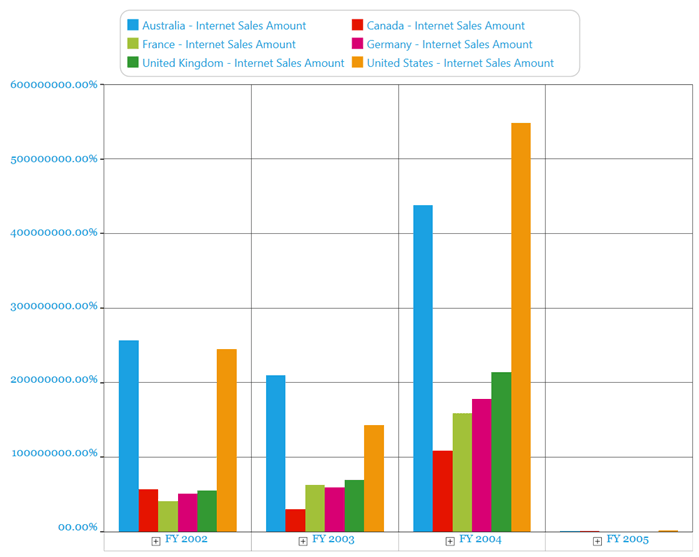 Australia - Internet Sales Amount Canada - Internet Sales Amount
France - Internet Sales Amount Germany - Internet Sales Amount
United Kingdom - Internet Sales Amount United States - Internet Sales Amount
600000000.00%
500000000.00%
400000000.00%
300000000.00%
200000000.00%
100000000.00%
00.00%
FY 2002 FY 2003 FY 2004 FY 2005